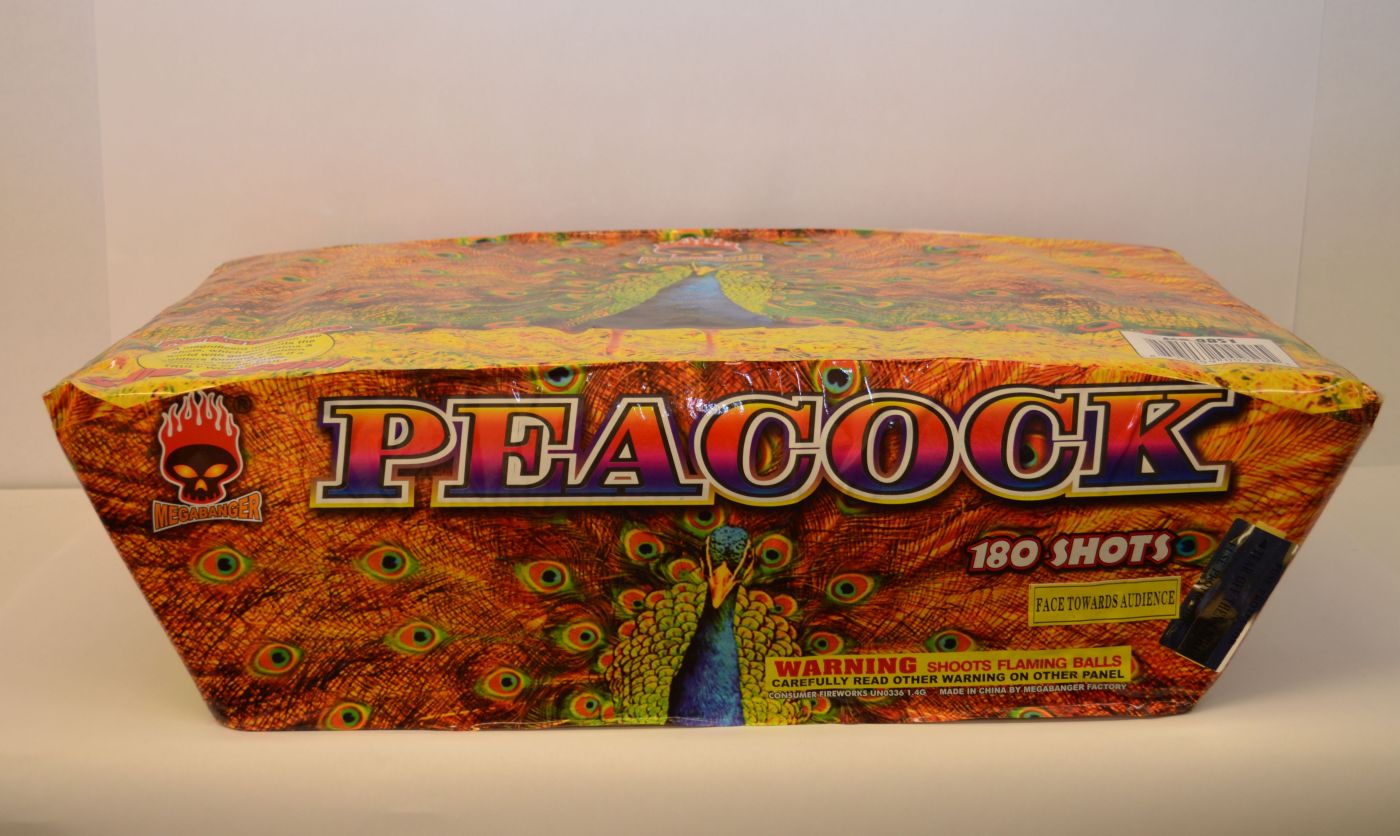 MEGABANGER
PEACOCK
MEGABANGER
180 SHOTS
FACE TOWARDS AUDIENCE
WARNING SHOOTS FLAMING BALLS
CAREFULLY READ OTHER WARNING ON OTHER PANEL
CONSUMER FIREWORKS UN0336 1.4G MADE IN CHINA BY MEGABANGER FACTORY